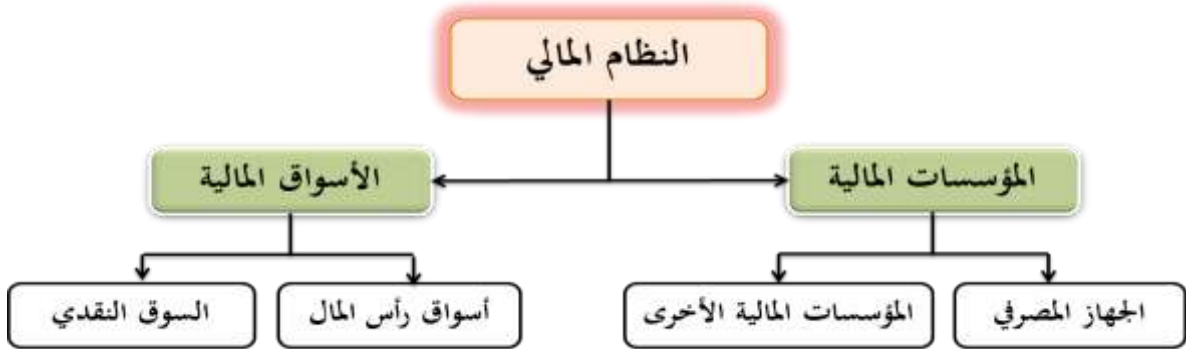 النظام المالي
المؤسسات المالية
الأسواق المالية
الجهاز المصرفي
المؤسسات المالية الأخرى
أسواق رأس المال
السوق النقدي